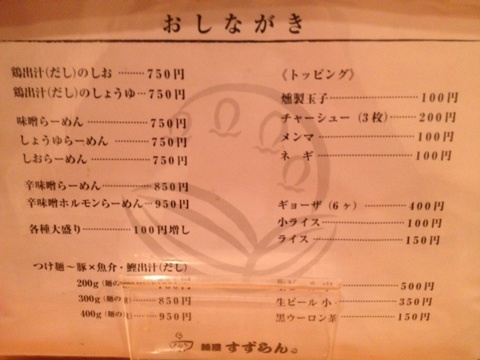 おしながき
鶏出汁(だし)のしお ………750円
鶏出汁(だし)のしょうゆ…750円
味噌らーめん …………750円
しょうゆらーめん ………750円
しおらーめん ……………750円
辛味噌らーめん …………850円
辛味噌ホルモンらーめん…950円
各種大盛り ………100円増し
つけ麺～豚×魚介・鰹出汁(だし)
200g(麺の
300g(麺の ……850円
400g(麺の ……950円
《トッピング》
燻製玉子 …………………100円
チャーシュー(3枚)………200円
メンマ ……………………100円
ネギ ………………………100円
ギョーザ(6ヶ)…………400円
小ライス …………………100円
ライス ……………………150円
500円
生ビール 小 ……………350円
黒ウーロン茶 ……………150円
麺屋 すずらん